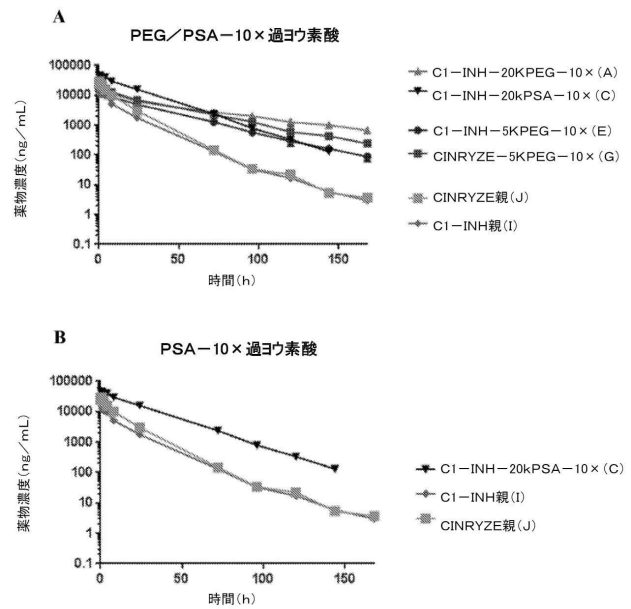 A
PEG/PSA-10×過ヨウ素酸
薬物濃度(ng/mL)
100000
10000
1000
100
10
1
0.1
0
50
100
150
時間(h)
C1-INH-20KPEG-10×(A)
C1-INH-20kPSA-10×(C)
C1-INH-5KPEG-10×(E)
CINRYZE-5KPEG-10×(G)
CINRYZE親(J)
C1-INH親(I)
B
PSA-10×過ヨウ素酸
薬物濃度(ng/mL)
100000
10000
1000
100
10
1
0.1
0
50
100
150
時間(h)
C1-INH-20kPSA-10×(C)
C1-INH親(I)
CINRYZE親(J)